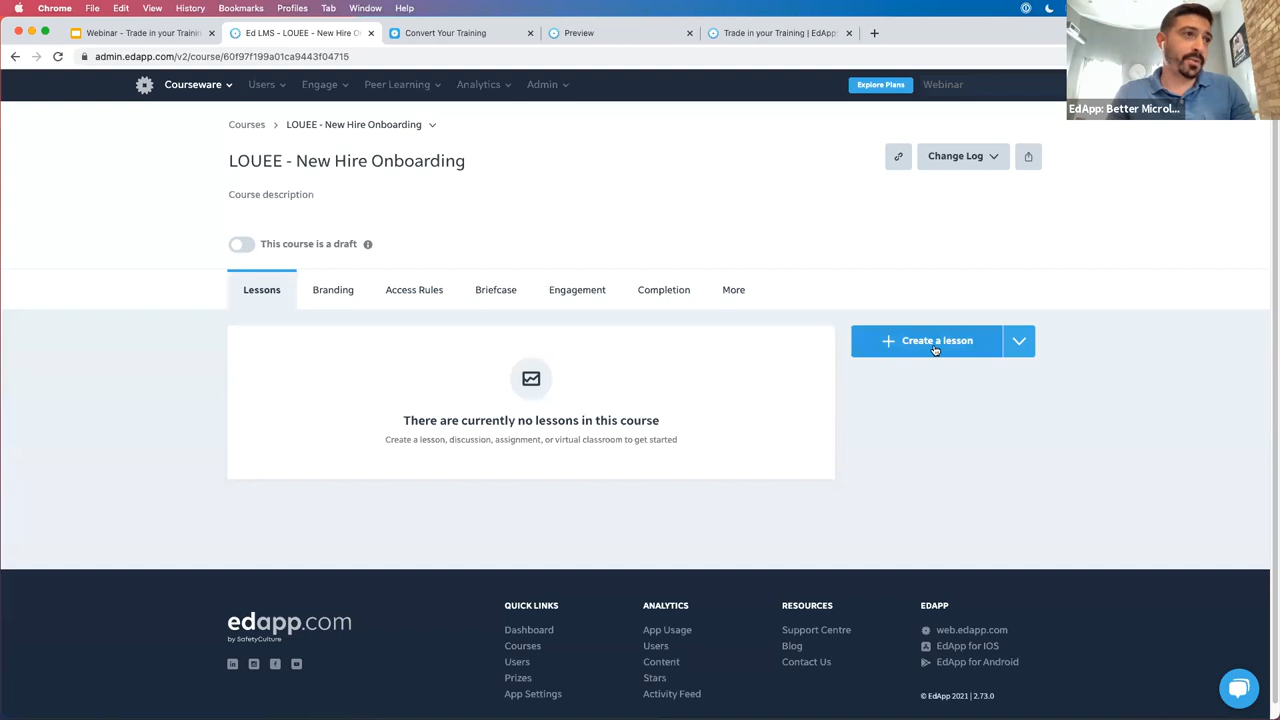 Chrome File Edit View History Bookmarks Profiles Tab Window Help
Webinar - Trade in your Trainin
Ed LMS - LOUEE - New Hire O
Convert Your Training
Preview
Trade in your Training | EdApp
admin.edapp.com/v2/course/60f97f199a01ca9443f04715
Courseware Users Engage Peer Learning Analytics Admin
Explore Plans
Webinar
EdApp: Better Microl...
Courses > LOUEE - New Hire Onboarding
LOUEE - New Hire Onboarding
Change Log
Course description
This course is a draft
Lessons Branding Access Rules Briefcase Engagement Completion More
+ Create a lesson
There are currently no lessons in this course
Create a lesson, discussion, assignment, or virtual classroom to get started
edapp.com
by SafetyCulture
QUICK LINKS
Dashboard
Courses
Users
Prizes
App Settings
ANALYTICS
App Usage
Users
Content
Stars
Activity Feed
RESOURCES
Support Centre
Blog
Contact Us
EDAPP
web.edapp.com
EdApp for IOS
EdApp for Android
© EdApp 2021 | 2.73.0